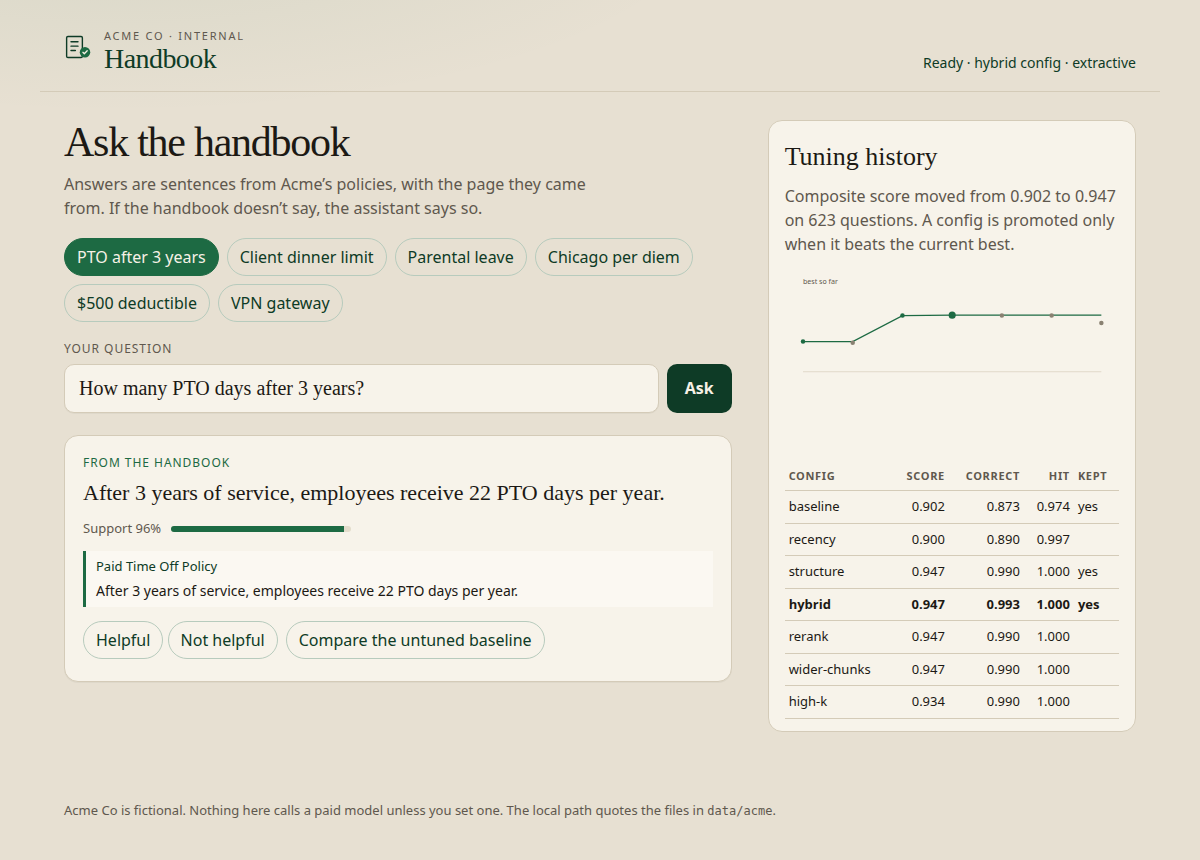 ACME CO · INTERNAL
Handbook
Ready · hybrid config · extractive
Ask the handbook
Answers are sentences from Acme’s policies, with the page they came
from. If the handbook doesn’t say, the assistant says so.
PTO after 3 years
Client dinner limit
Parental leave
Chicago per diem
$500 deductible
VPN gateway
YOUR QUESTION
How many PTO days after 3 years?
Ask
FROM THE HANDBOOK
After 3 years of service, employees receive 22 PTO days per year.
Support 96%
Paid Time Off Policy
After 3 years of service, employees receive 22 PTO days per year.
Helpful
Not helpful
Compare the untuned baseline
Tuning history
Composite score moved from 0.902 to 0.947
on 623 questions. A config is promoted only
when it beats the current best.
best so far
CONFIG SCORE CORRECT HIT KEPT
baseline 0.902 0.873 0.974 yes
recency 0.900 0.890 0.997
structure 0.947 0.990 1.000 yes
hybrid 0.947 0.993 1.000 yes
rerank 0.947 0.990 1.000
wider-chunks 0.947 0.990 1.000
high-k 0.934 0.990 1.000
Acme Co is fictional. Nothing here calls a paid model unless you set one. The local path quotes the files in data/acme.